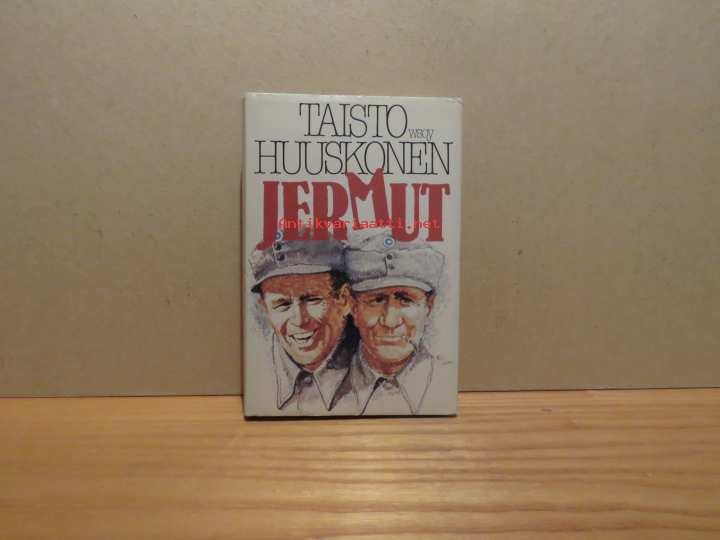 TAISTO
wsoy
HUUSKONEN
JERMUT
Antikvariaatti.net